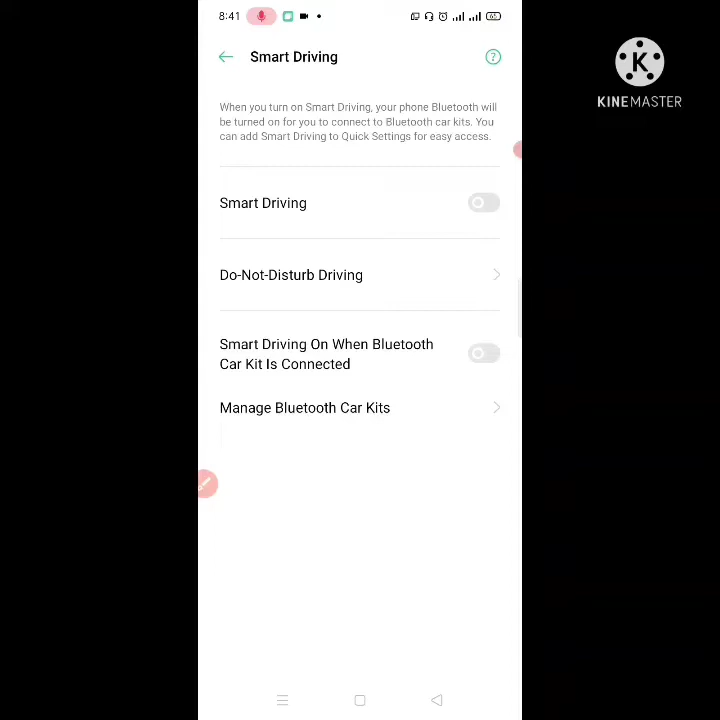 8:41
65
Smart Driving
?
K
KINEMASTER
When you turn on Smart Driving, your phone Bluetooth will
be turned on for you to connect to Bluetooth car kits. You
can add Smart Driving to Quick Settings for easy access.
Smart Driving
Do-Not-Disturb Driving
Smart Driving On When Bluetooth
Car Kit Is Connected
Manage Bluetooth Car Kits